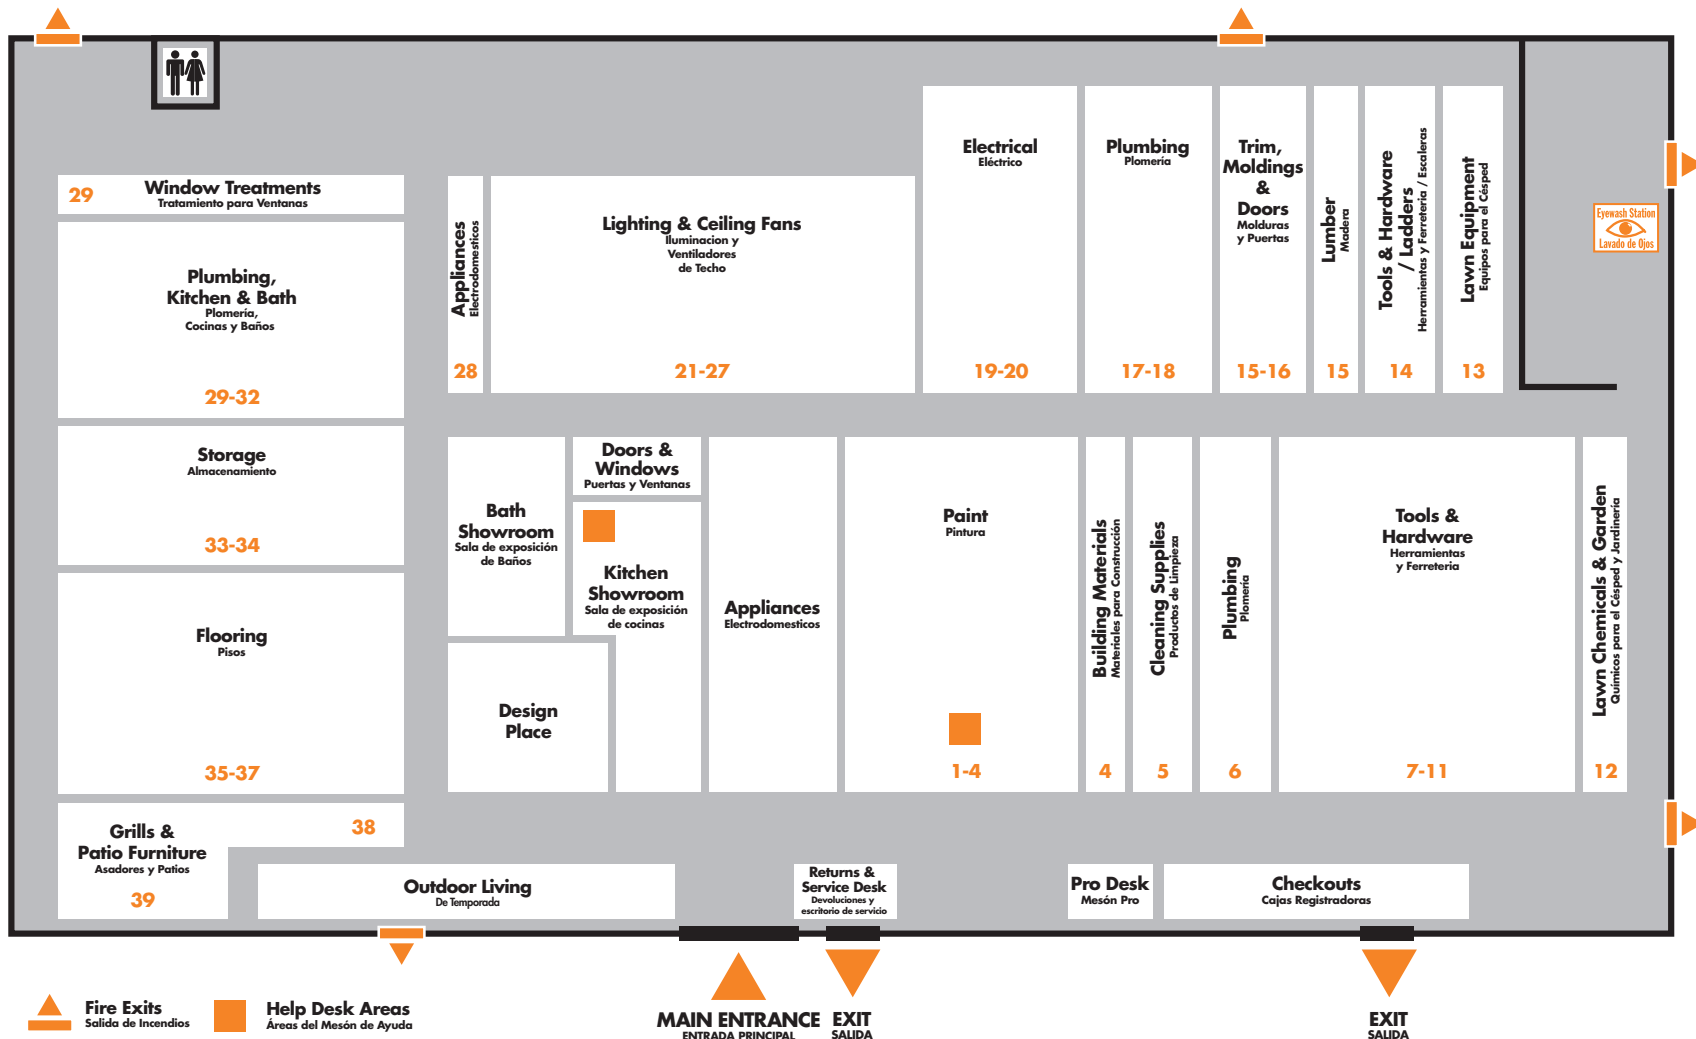 29
Window Treatments
Tratamiento para Ventanas
Plumbing,
Kitchen & Bath
Plomería,
Cocinas y Baños
29-32
Storage
Almacenamiento
33-34
Flooring
Pisos
35-37
38
Grills &
Patio Furniture
Asadores y Patios
39
Appliances
Electrodomesticos
28
Lighting & Ceiling Fans
Iluminacion y
Ventiladores
de Techo
21-27
Electrical
Eléctrico
19-20
Plumbing
Plomería
17-18
Trim,
Moldings
&
Doors
Molduras
y Puertas
15-16
Lumber
Madera
15
Tools & Hardware
/ Ladders
Herramientas y Ferreteria / Escaleras
14
Lawn Equipment
Equipos para el Césped
13
Eyewash Station
Lavado de Ojos
Bath
Showroom
Sala de exposición
de Baños
Doors &
Windows
Puertas y Ventanas
Kitchen
Showroom
Sala de exposición
de cocinas
Design
Place
Appliances
Electrodomesticos
Paint
Pintura
1-4
Building Materials
Materiales para Construcción
4
Cleaning Supplies
Productos de Limpieza
5
Plumbing
Plomería
6
Tools &
Hardware
Herramientas
y Ferreteria
7-11
Lawn Chemicals & Garden
Químicos para el Césped y Jardinería
12
Outdoor Living
De Temporada
Returns &
Service Desk
Devoluciones y
escritorio de servicio
Pro Desk
Mesón Pro
Checkouts
Cajas Registradoras
Fire Exits
Salida de Incendios
Help Desk Areas
Áreas del Mesón de Ayuda
MAIN ENTRANCE
ENTRADA PRINCIPAL
EXIT
SALIDA
EXIT
SALIDA